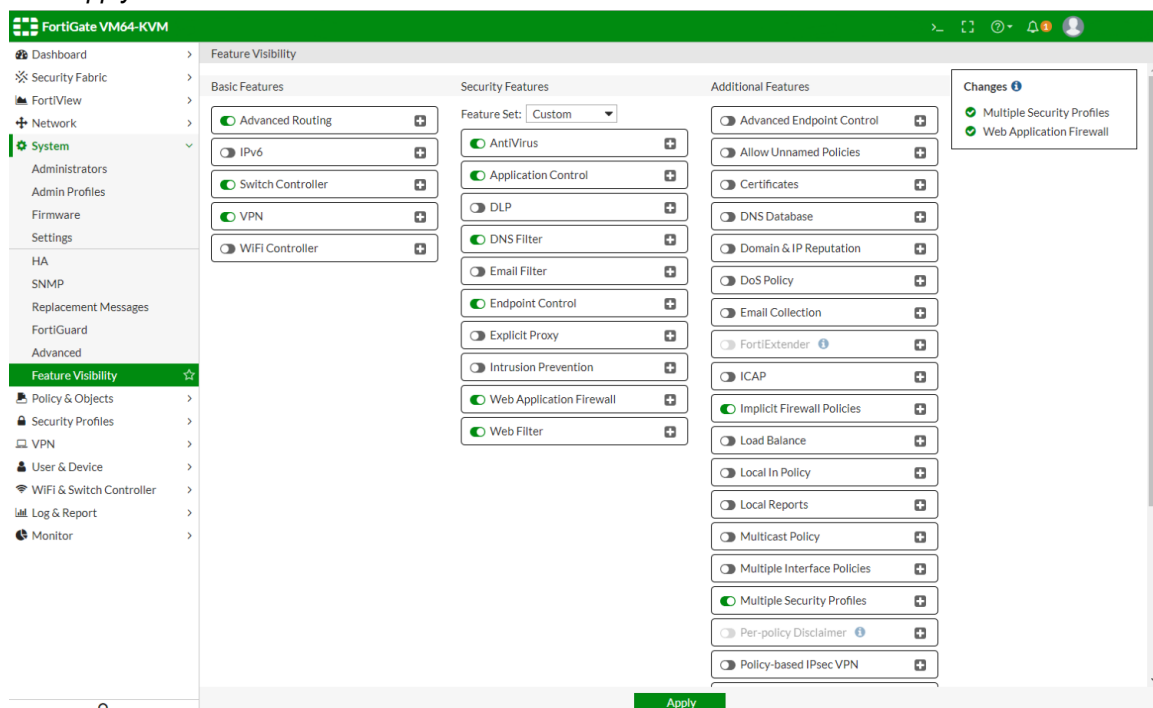 Apply
FortiGate VM64-KVM
1
Dashboard
Security Fabric
FortiView
Network
System
Administrators
Admin Profiles
Firmware
Settings
HA
SNMP
Replacement Messages
FortiGuard
Advanced
Feature Visibility
Policy & Objects
Security Profiles
VPN
User & Device
WiFi & Switch Controller
Log & Report
Monitor
Feature Visibility
Basic Features
Advanced Routing
IPv6
Switch Controller
VPN
WiFi Controller
Security Features
Feature Set: Custom
AntiVirus
Application Control
DLP
DNS Filter
Email Filter
Endpoint Control
Explicit Proxy
Intrusion Prevention
Web Application Firewall
Web Filter
Additional Features
Advanced Endpoint Control
Allow Unnamed Policies
Certificates
DNS Database
Domain & IP Reputation
DoS Policy
Email Collection
FortiExtender
ICAP
Implicit Firewall Policies
Load Balance
Local In Policy
Local Reports
Multicast Policy
Multiple Interface Policies
Multiple Security Profiles
Per-policy Disclaimer
Policy-based IPsec VPN
Changes
Multiple Security Profiles
Web Application Firewall
Apply